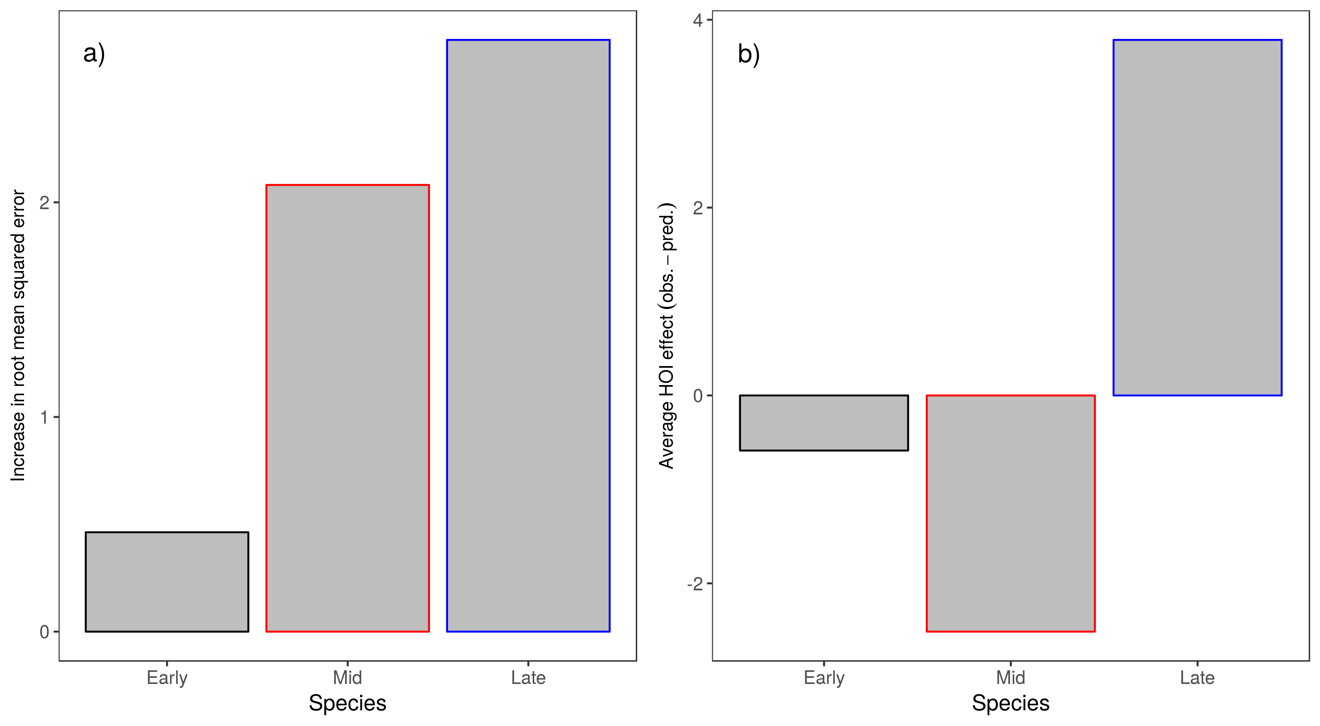 a)
Increase in root mean squared error
2
1
0
Early Mid Late
Species
b)
Average HOI effect (obs. − pred.)
4
2
0
-2
Early Mid Late
Species